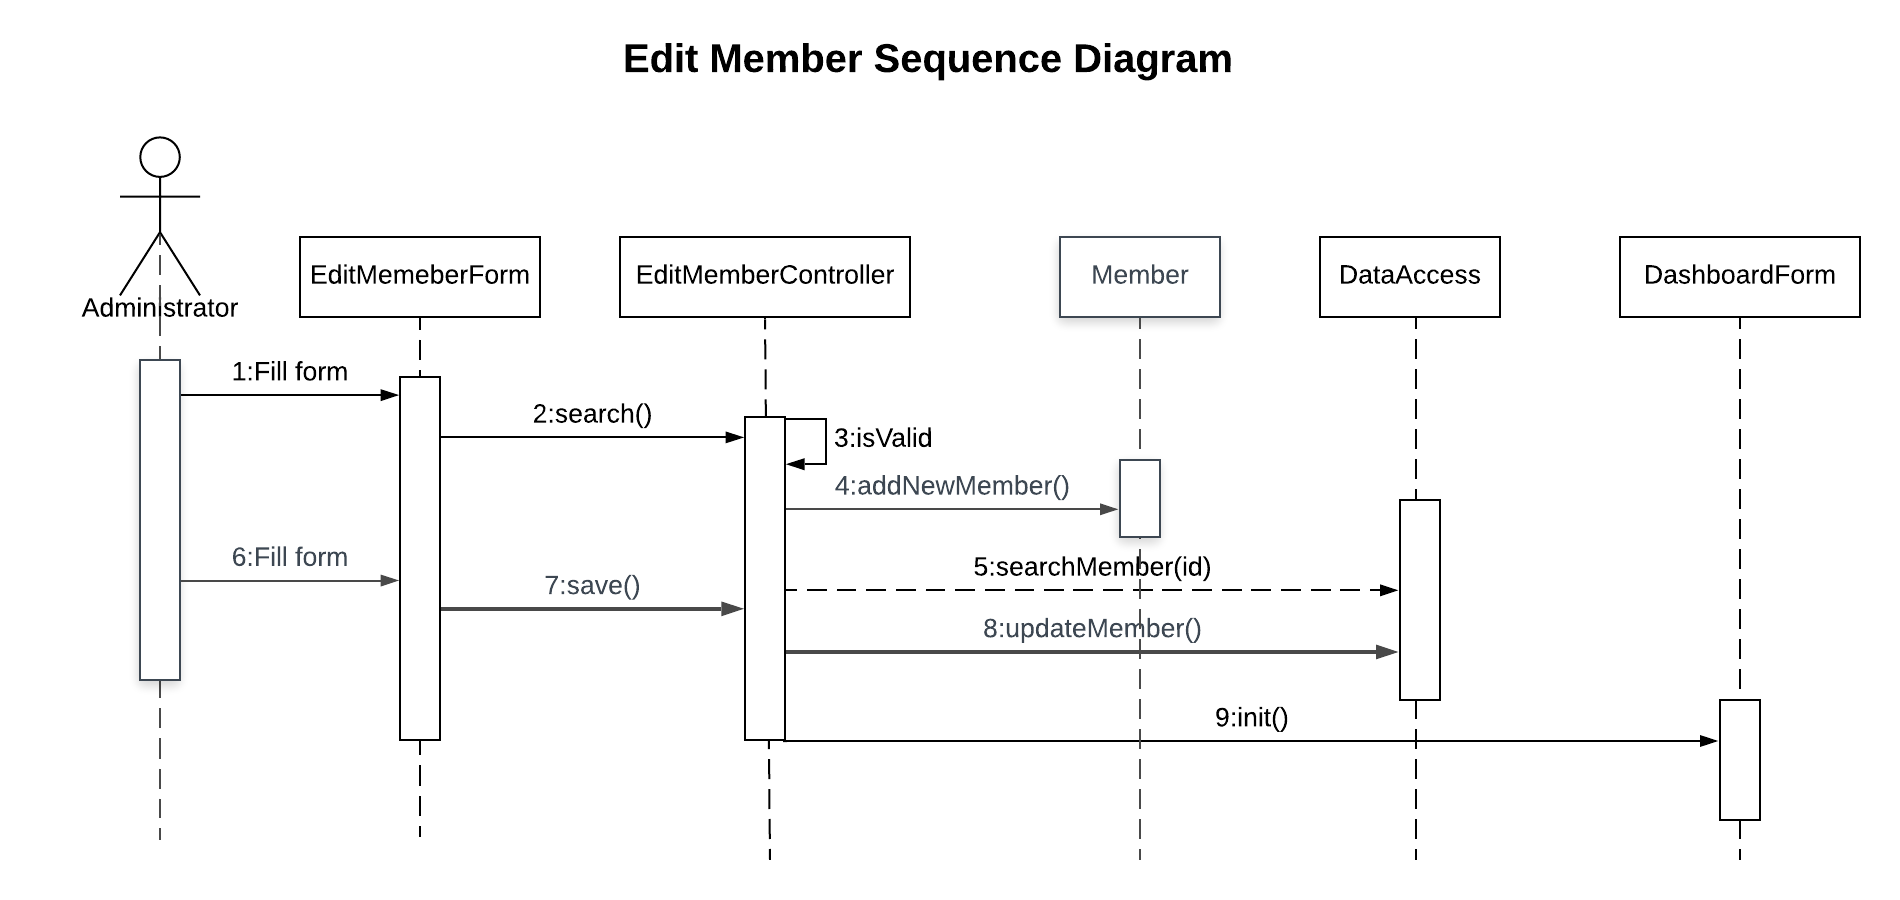 Edit Member Sequence Diagram
Administrator
EditMemeberForm
EditMemberController
Member
DataAccess
DashboardForm
1:Fill form
2:search()
3:isValid
4:addNewMember()
6:Fill form
5:searchMember(id)
7:save()
8:updateMember()
9:init()